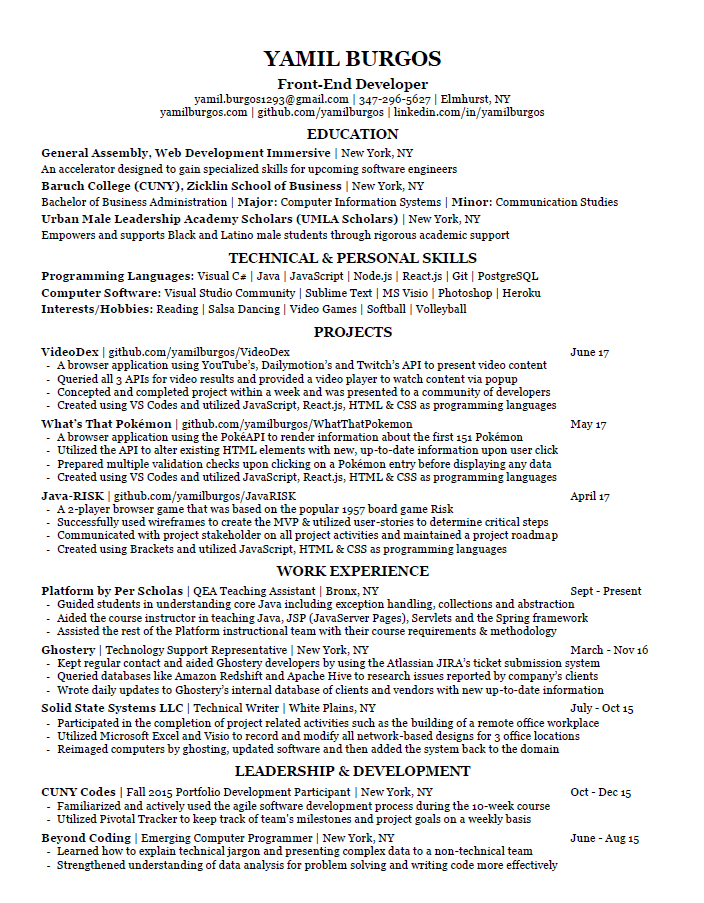 YAMIL BURGOS
Front-End Developer
yamil.burgos1293@gmail.com | 347-296-5627 | Elmhurst, NY
yamilburgos.com | github.com/yamilburgos | linkedin.com/in/yamilburgos
EDUCATION
General Assembly, Web Development Immersive | New York, NY
An accelerator designed to gain specialized skills for upcoming software engineers
Baruch College (CUNY), Zicklin School of Business | New York, NY
Bachelor of Business Administration | Major: Computer Information Systems | Minor: Communication Studies
Urban Male Leadership Academy Scholars (UMLA Scholars) | New York, NY
Empowers and supports Black and Latino male students through rigorous academic support
TECHNICAL & PERSONAL SKILLS
Programming Languages: Visual C# | Java | JavaScript | Node.js | React.js | Git | PostgreSQL
Computer Software: Visual Studio Community | Sublime Text | MS Visio | Photoshop | Heroku
Interests/Hobbies: Reading | Salsa Dancing | Video Games | Softball | Volleyball
PROJECTS
VideoDex | github.com/yamilburgos/VideoDex June 17
- A browser application using YouTube's, Dailymotion's and Twitch's API to present video content
- Queried all 3 APIs for video results and provided a video player to watch content via popup
- Concepted and completed project within a week and was presented to a community of developers
- Created using VS Codes and utilized JavaScript, React.js, HTML & CSS as programming languages
What's That Pokémon | github.com/yamilburgos/WhatThatPokemon May 17
- A browser application using the PokéAPI to render information about the first 151 Pokémon
- Utilized the API to alter existing HTML elements with new, up-to-date information upon user click
- Prepared multiple validation checks upon clicking on a Pokémon entry before displaying any data
- Created using VS Codes and utilized JavaScript, React.js, HTML & CSS as programming languages
Java-RISK | github.com/yamilburgos/JavaRISK April 17
- A 2-player browser game that was based on the popular 1957 board game Risk
- Successfully used wireframes to create the MVP & utilized user-stories to determine critical steps
- Communicated with project stakeholder on all project activities and maintained a project roadmap
- Created using Brackets and utilized JavaScript, HTML & CSS as programming languages
WORK EXPERIENCE
Platform by Per Scholas | QEA Teaching Assistant | Bronx, NY Sept - Present
- Guided students in understanding core Java including exception handling, collections and abstraction
- Aided the course instructor in teaching Java, JSP (JavaServer Pages), Servlets and the Spring framework
- Assisted the rest of the Platform instructional team with their course requirements & methodology
Ghostery | Technology Support Representative | New York, NY March - Nov 16
- Kept regular contact and aided Ghostery developers by using the Atlassian JIRA's ticket submission system
- Queried databases like Amazon Redshift and Apache Hive to research issues reported by company's clients
- Wrote daily updates to Ghostery's internal database of clients and vendors with new up-to-date information
Solid State Systems LLC | Technical Writer | White Plains, NY July - Oct 15
- Participated in the completion of project related activities such as the building of a remote office workplace
- Utilized Microsoft Excel and Visio to record and modify all network-based designs for 3 office locations
- Reimaged computers by ghosting, updated software and then added the system back to the domain
LEADERSHIP & DEVELOPMENT
CUNY Codes | Fall 2015 Portfolio Development Participant | New York, NY Oct - Dec 15
- Familiarized and actively used the agile software development process during the 10-week course
- Utilized Pivotal Tracker to keep track of team's milestones and project goals on a weekly basis
Beyond Coding | Emerging Computer Programmer | New York, NY June - Aug 15
- Learned how to explain technical jargon and presenting complex data to a non-technical team
- Strengthened understanding of data analysis for problem solving and writing code more effectively